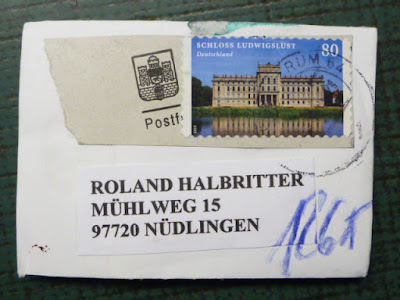 SCHLOSS LUDWIGSLUST 80
Deutschland
Postf
ROLAND HALBRITTER
MÜHLWEG 15
97720 NÜDLINGEN